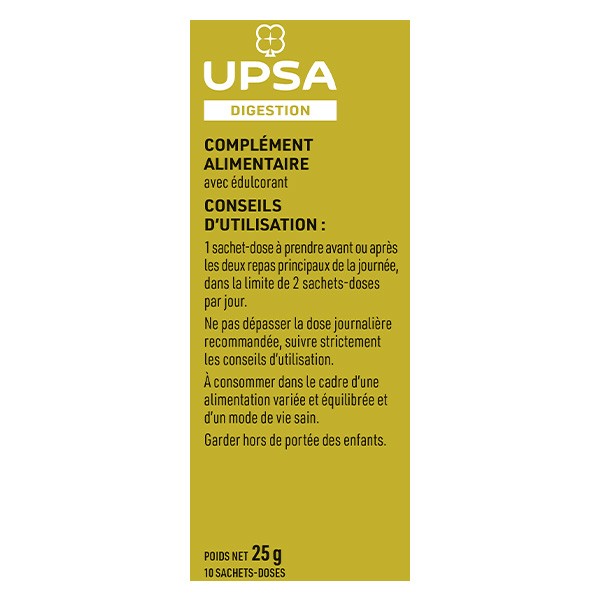 UPSA
DIGESTION
COMPLÉMENT
ALIMENTAIRE
avec édulcorant
CONSEILS
D'UTILISATION :
1 sachet-dose à prendre avant ou après
les deux repas principaux de la journée,
dans la limite de 2 sachets-doses
par jour.
Ne pas dépasser la dose journalière
recommandée, suivre strictement
les conseils d'utilisation.
À consommer dans le cadre d'une
alimentation variée et équilibrée et
d'un mode de vie sain.
Garder hors de portée des enfants.
POIDS NET 25 g
10 SACHETS-DOSES